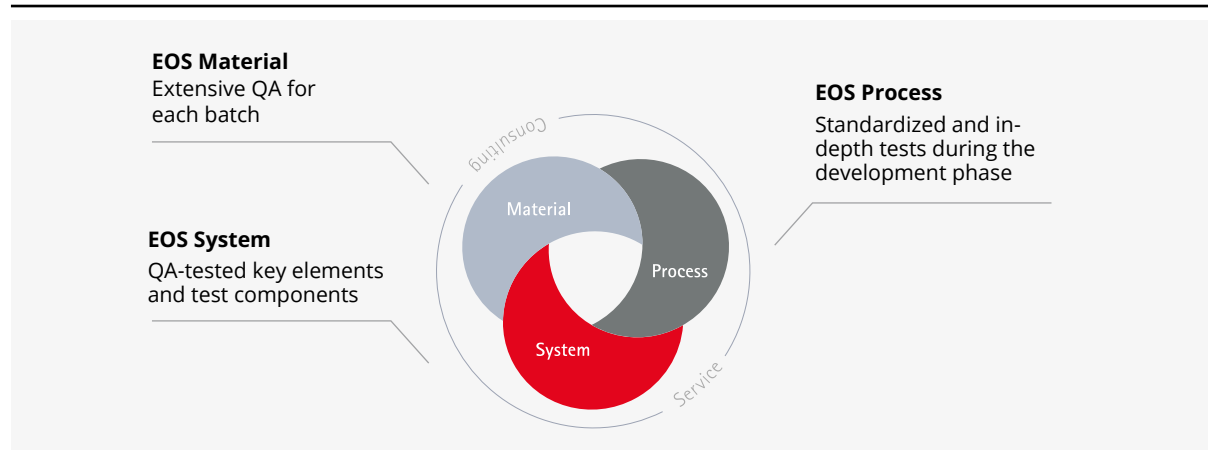 EOS Material
Extensive QA for
each batch
EOS Process
Standardized and in-
depth tests during the
development phase
EOS System
QA-tested key elements
and test components
Consulting
Material
Process
System
Service